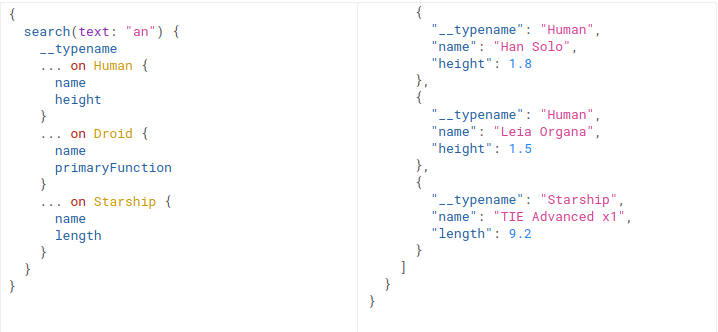 {
  search(text: "an") {
    __typename
    ... on Human {
      name
      height
    }
    ... on Droid {
      name
      primaryFunction
    }
    ... on Starship {
      name
      length
    }
  }
}
      {
        "__typename": "Human",
        "name": "Han Solo",
        "height": 1.8
      },
      {
        "__typename": "Human",
        "name": "Leia Organa",
        "height": 1.5
      },
      {
        "__typename": "Starship",
        "name": "TIE Advanced x1",
        "length": 9.2
      }
    ]
  }
}